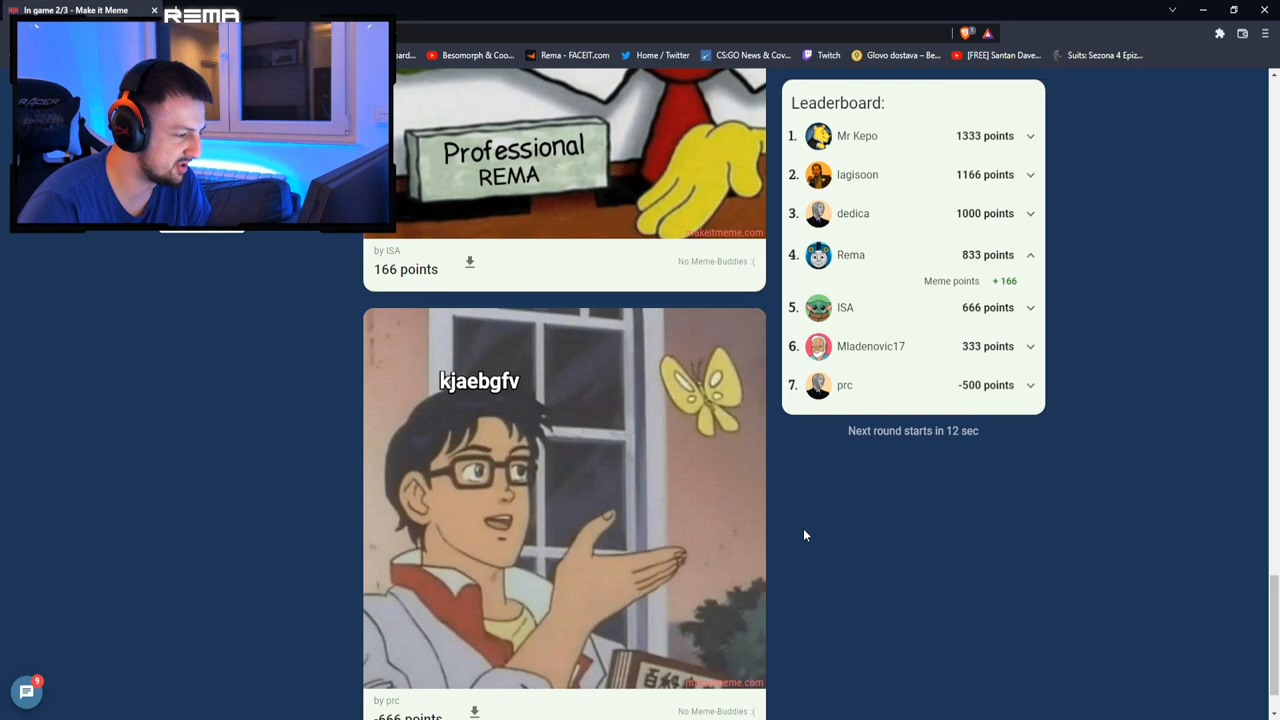 In game 2/3 - Make it Meme
REMA
oard...
Besomorph & Coo...
Rema - FACEIT.com
Home / Twitter
CS:GO News & Cov...
Twitch
Glovo dostava – Be...
[FREE] Santan Dave...
Suits: Sezona 4 Epiz...
Professional
REMA
makeitmeme.com
by ISA
166 points
No Meme-Buddies :(
kjaebgfv
makeitmeme.com
by prc
-666 points
No Meme-Buddies :(
Leaderboard:
1. Mr Kepo 1333 points
2. lagisoon 1166 points
3. dedica 1000 points
4. Rema 833 points
Meme points + 166
5. ISA 666 points
6. Mladenovic17 333 points
7. prc -500 points
Next round starts in 12 sec
9